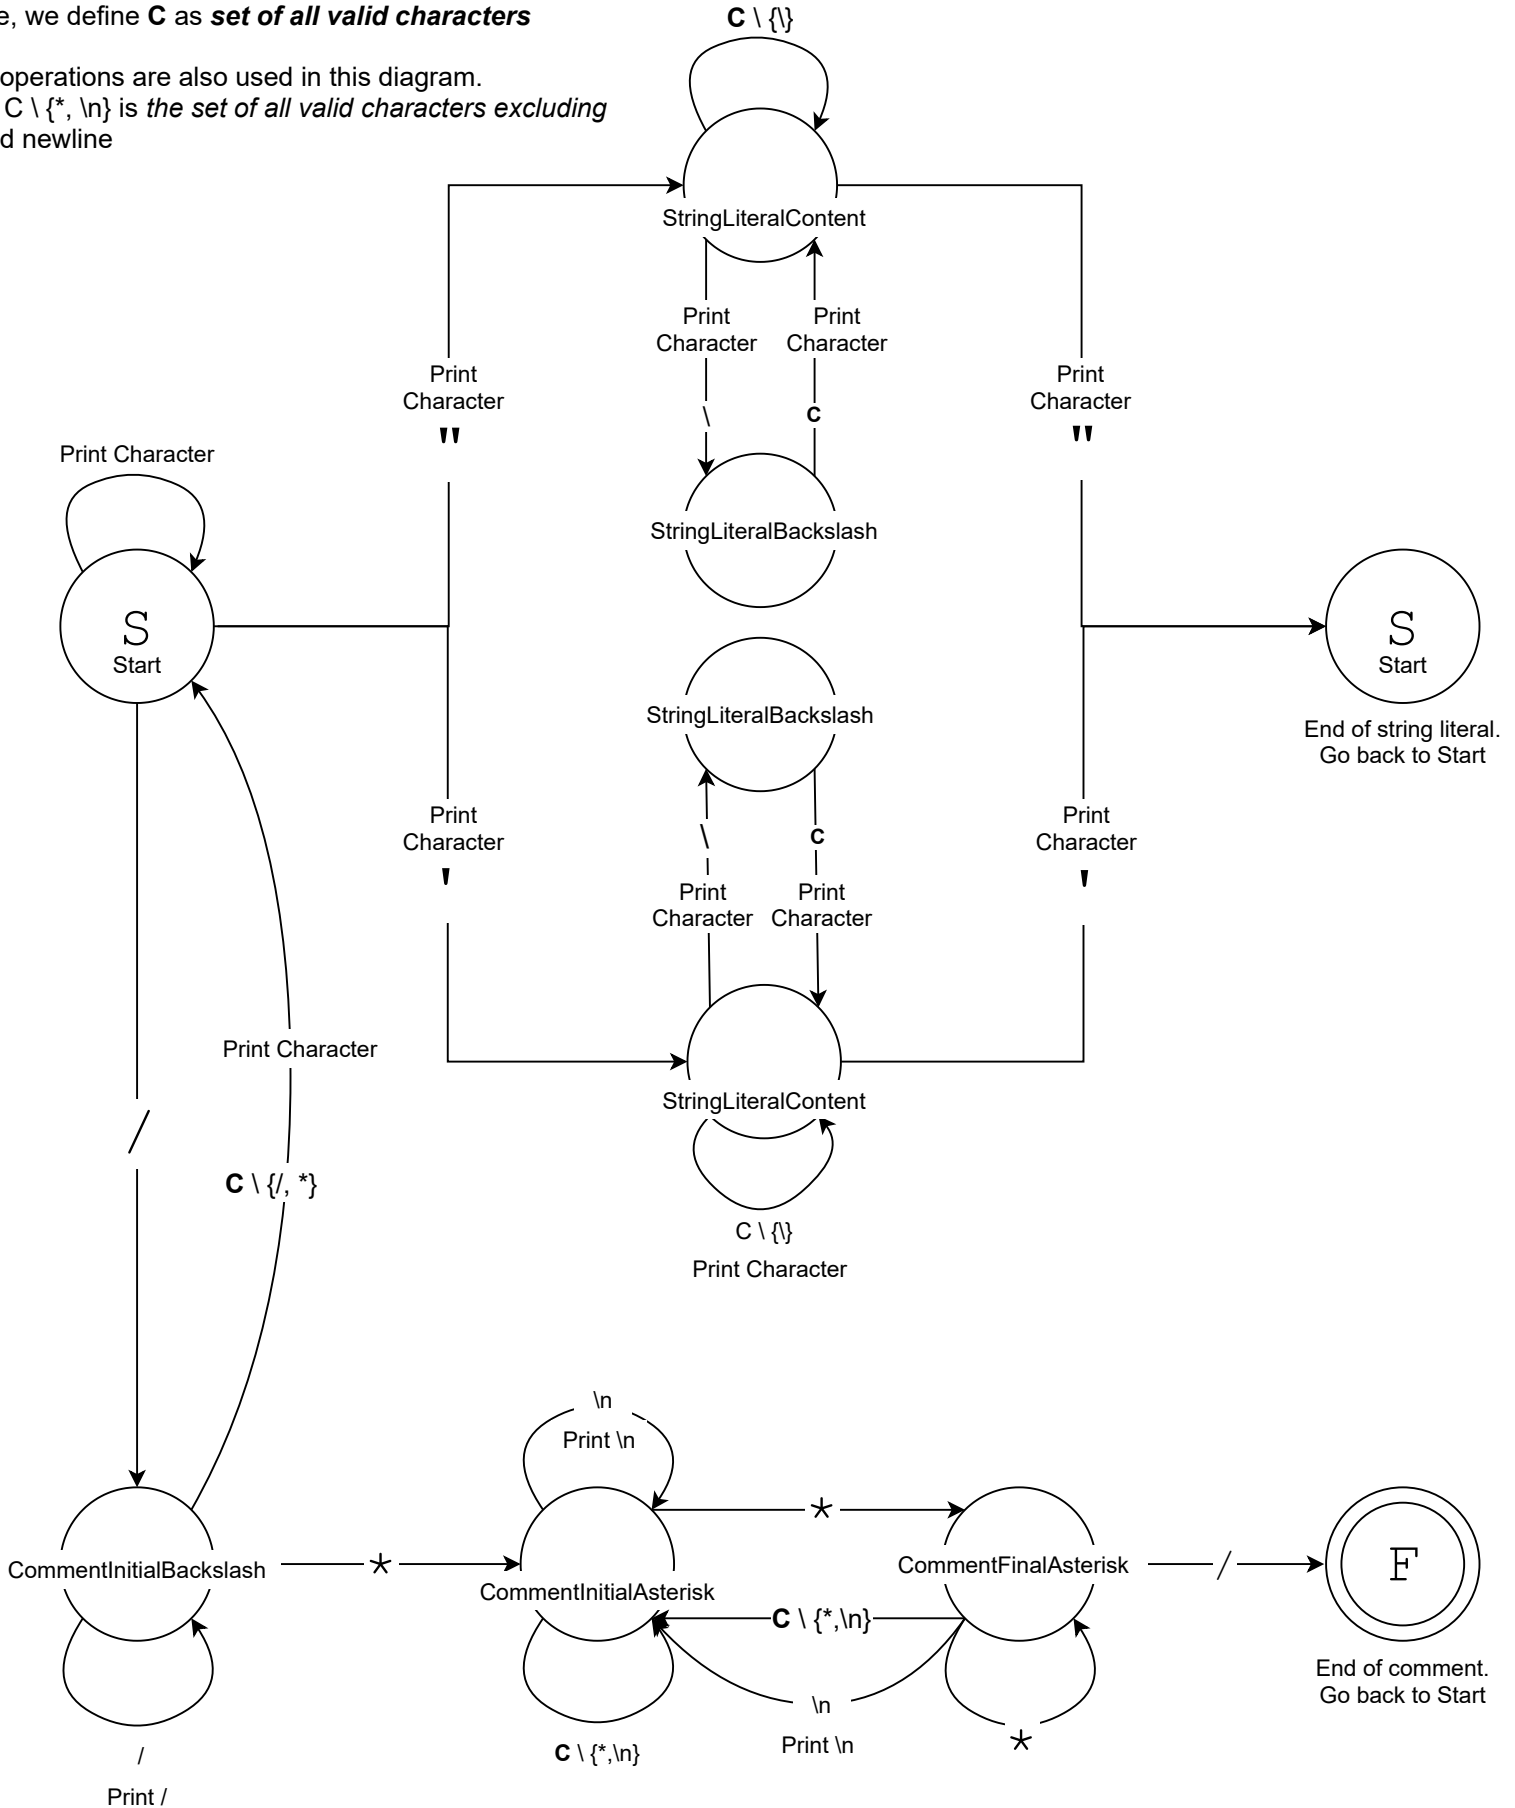 e, we define C as set of all valid characters
operations are also used in this diagram.
C \ {*, \n} is the set of all valid characters excluding
d newline
C \ {\}
StringLiteralContent
Print
Character
\
Print
Character
C
Print
Character
"
Print
Character
"
Print Character
StringLiteralBackslash
S
Start
S
Start
End of string literal.
Go back to Start
StringLiteralBackslash
\
Print
Character
C
Print
Character
Print
Character
'
Print
Character
'
Print Character
C \ {/, *}
/
StringLiteralContent
C \ {\}
Print Character
\n
Print \n
CommentInitialBackslash
*
CommentInitialAsterisk
*
CommentFinalAsterisk
/
F
C \ {*,\n}
\n
Print \n
C \ {*,\n}
*
End of comment.
Go back to Start
/
Print /